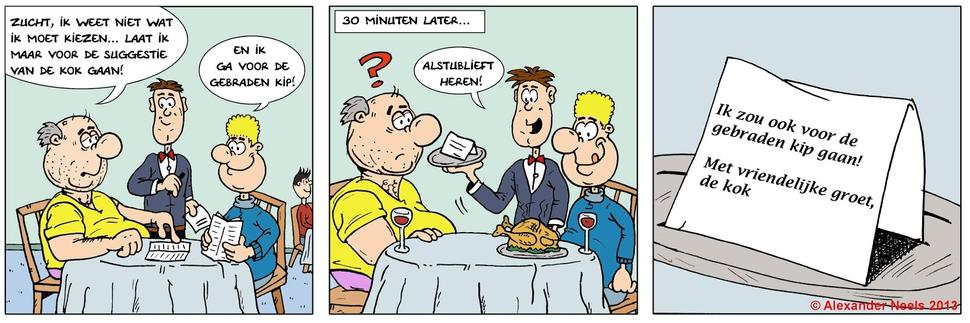 ZUCHT, IK WEET NIET WAT
IK MOET KIEZEN... LAAT IK
MAAR VOOR DE SUGGESTIE
VAN DE KOK GAAN!
EN IK
GA VOOR DE
GEBRADEN KIP!
30 MINUTEN LATER...
?
ALSTUBLIEFT
HEREN!
Ik zou ook voor de
gebraden kip gaan!
Met vriendelijke groet,
de kok
© Alexander Neels 2013